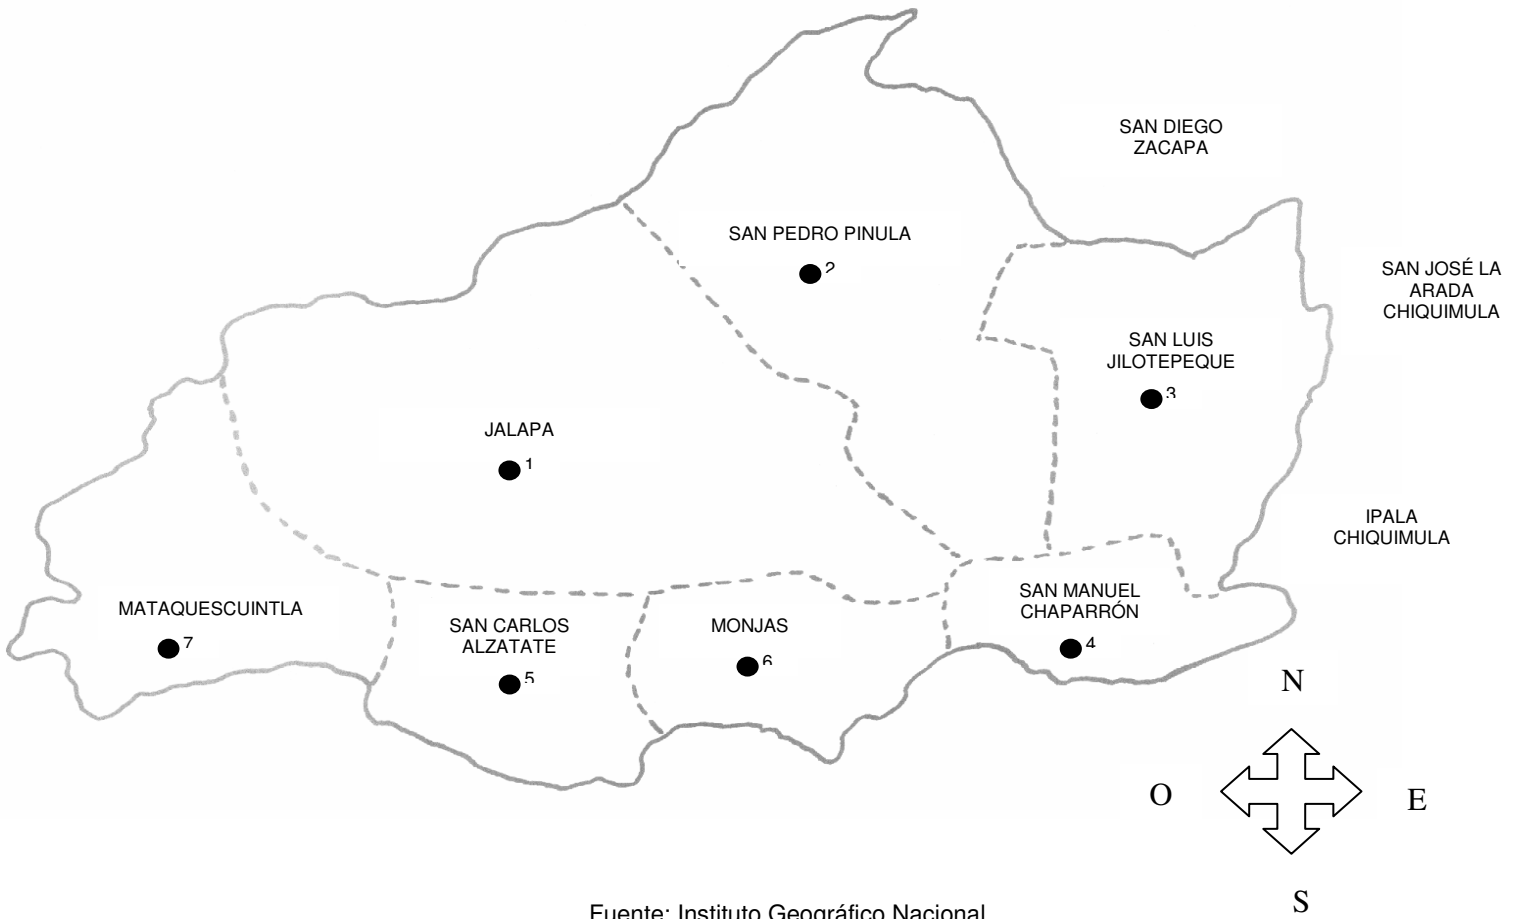 SAN DIEGO
ZACAPA
SAN PEDRO PINULA
2
SAN JOSÉ LA
ARADA
CHIQUIMULA
SAN LUIS
JILOTEPEQUE
3
JALAPA
1
IPALA
CHIQUIMULA
MATAQUESCUINTLA
7
SAN CARLOS
ALZATATE
5
MONJAS
6
SAN MANUEL
CHAPARRÓN
4
N
O
E
S
Fuente: Instituto Geográfico Nacional